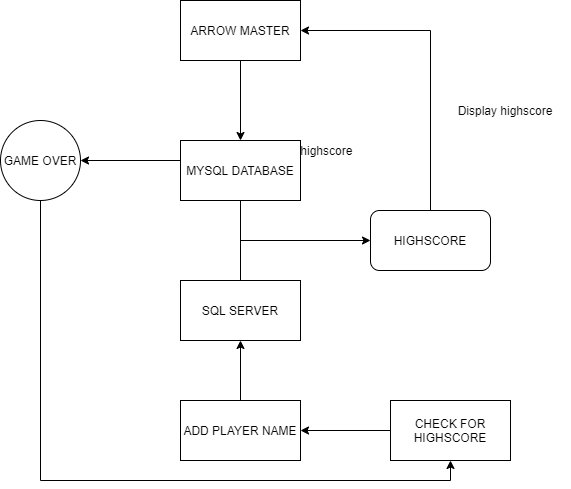 ARROW MASTER
Display highscore
highscore
GAME OVER
MYSQL DATABASE
HIGHSCORE
SQL SERVER
ADD PLAYER NAME
CHECK FOR
HIGHSCORE